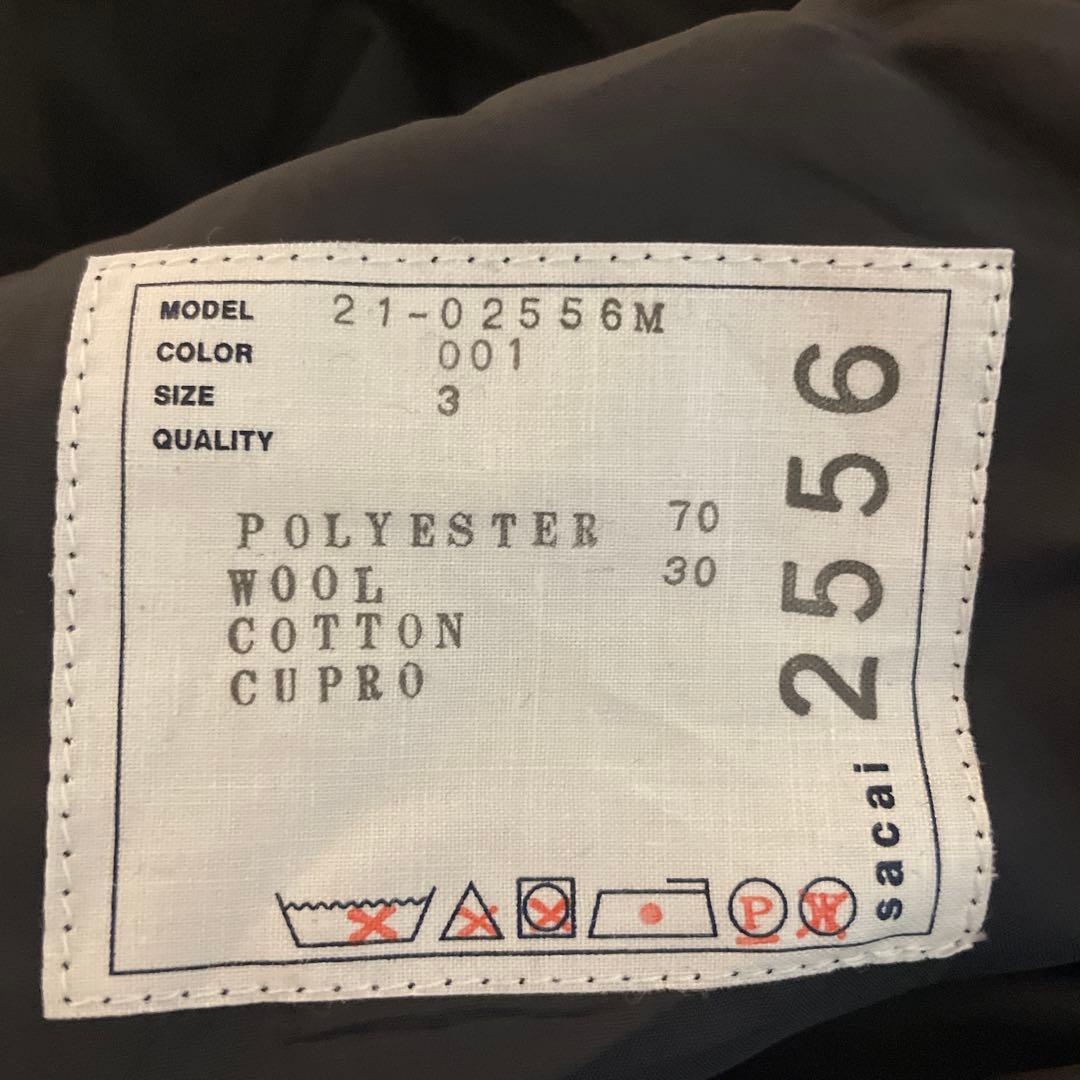 MODEL 21-02556M
COLOR 001
SIZE 3
QUALITY
POLYESTER 70
WOOL 30
COTTON
CUPRO
P W
sacai 2556